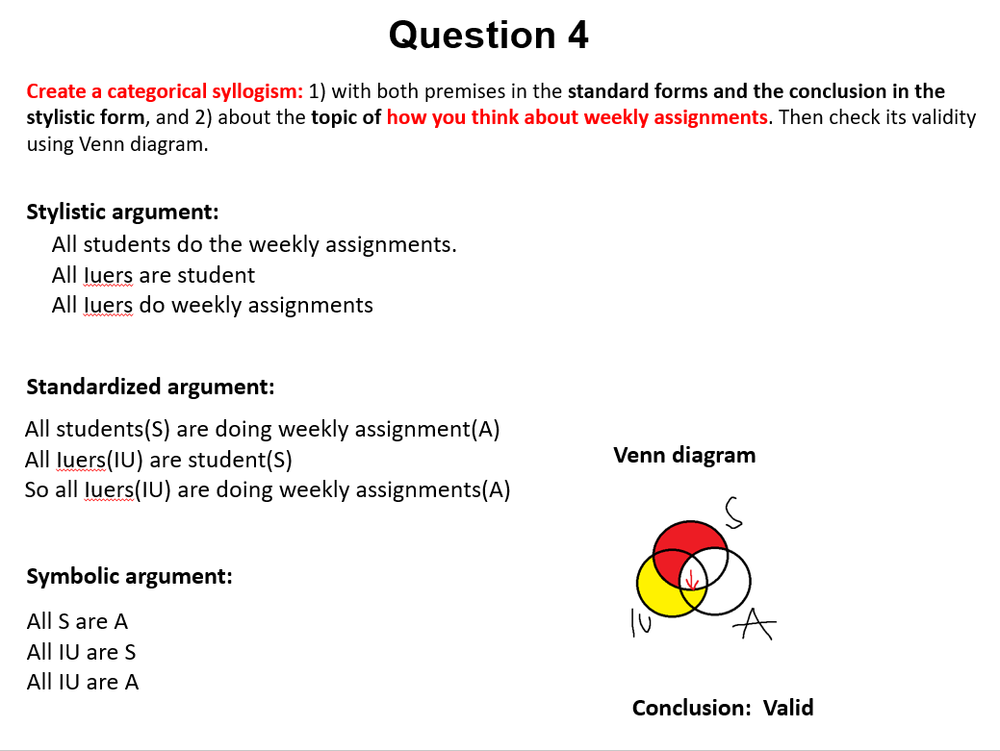 Question 4
Create a categorical syllogism: 1) with both premises in the standard forms and the conclusion in the
stylistic form, and 2) about the topic of how you think about weekly assignments. Then check its validity
using Venn diagram.
Stylistic argument:
All students do the weekly assignments.
All Iuers are student
All Iuers do weekly assignments
Standardized argument:
All students(S) are doing weekly assignment(A)
All Iuers(IU) are student(S)
So all Iuers(IU) are doing weekly assignments(A)
Venn diagram
S
IU
A
Symbolic argument:
All S are A
All IU are S
All IU are A
Conclusion: Valid